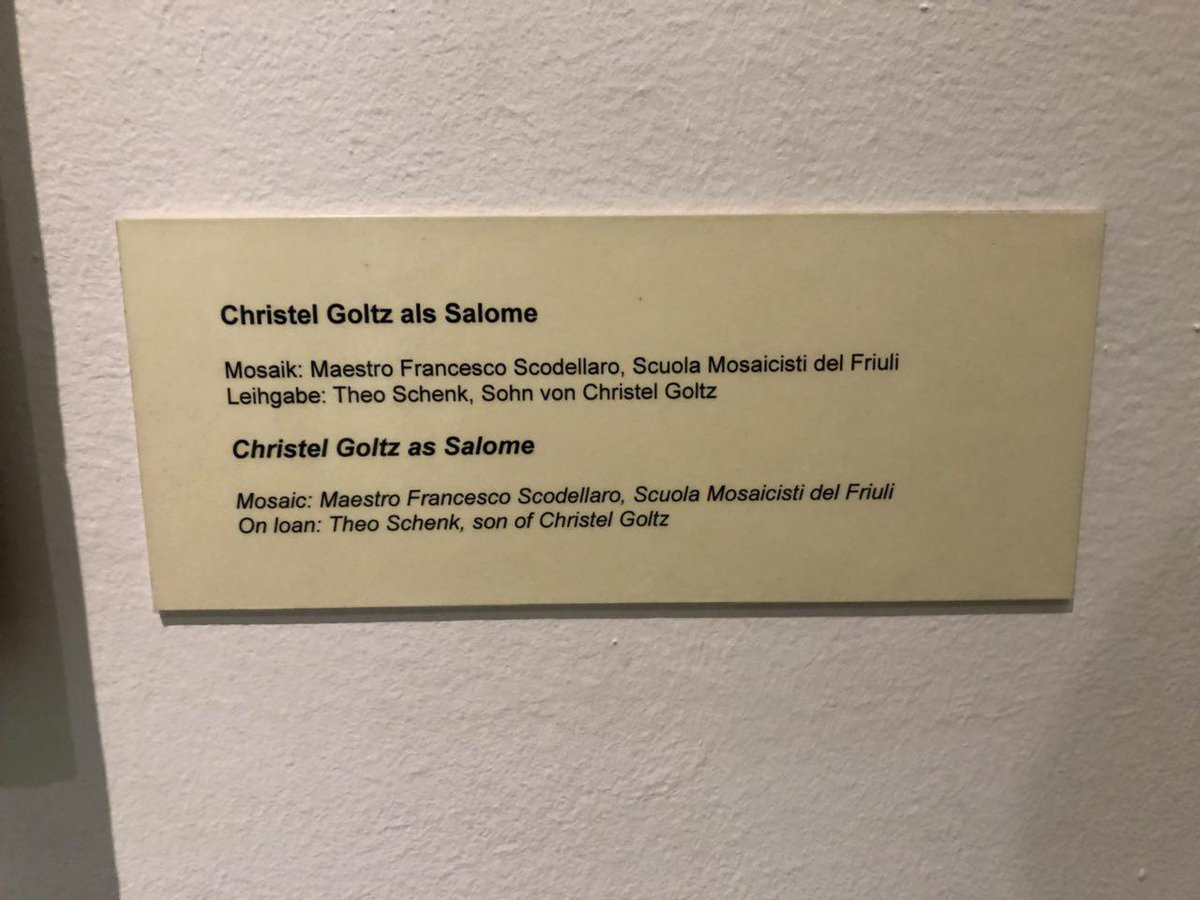 Christel Goltz als Salome
Mosaik: Maestro Francesco Scodellaro, Scuola Mosaicisti del Friuli
Leihgabe: Theo Schenk, Sohn von Christel Goltz
Christel Goltz as Salome
Mosaic: Maestro Francesco Scodellaro, Scuola Mosaicisti del Friuli
On loan: Theo Schenk, son of Christel Goltz